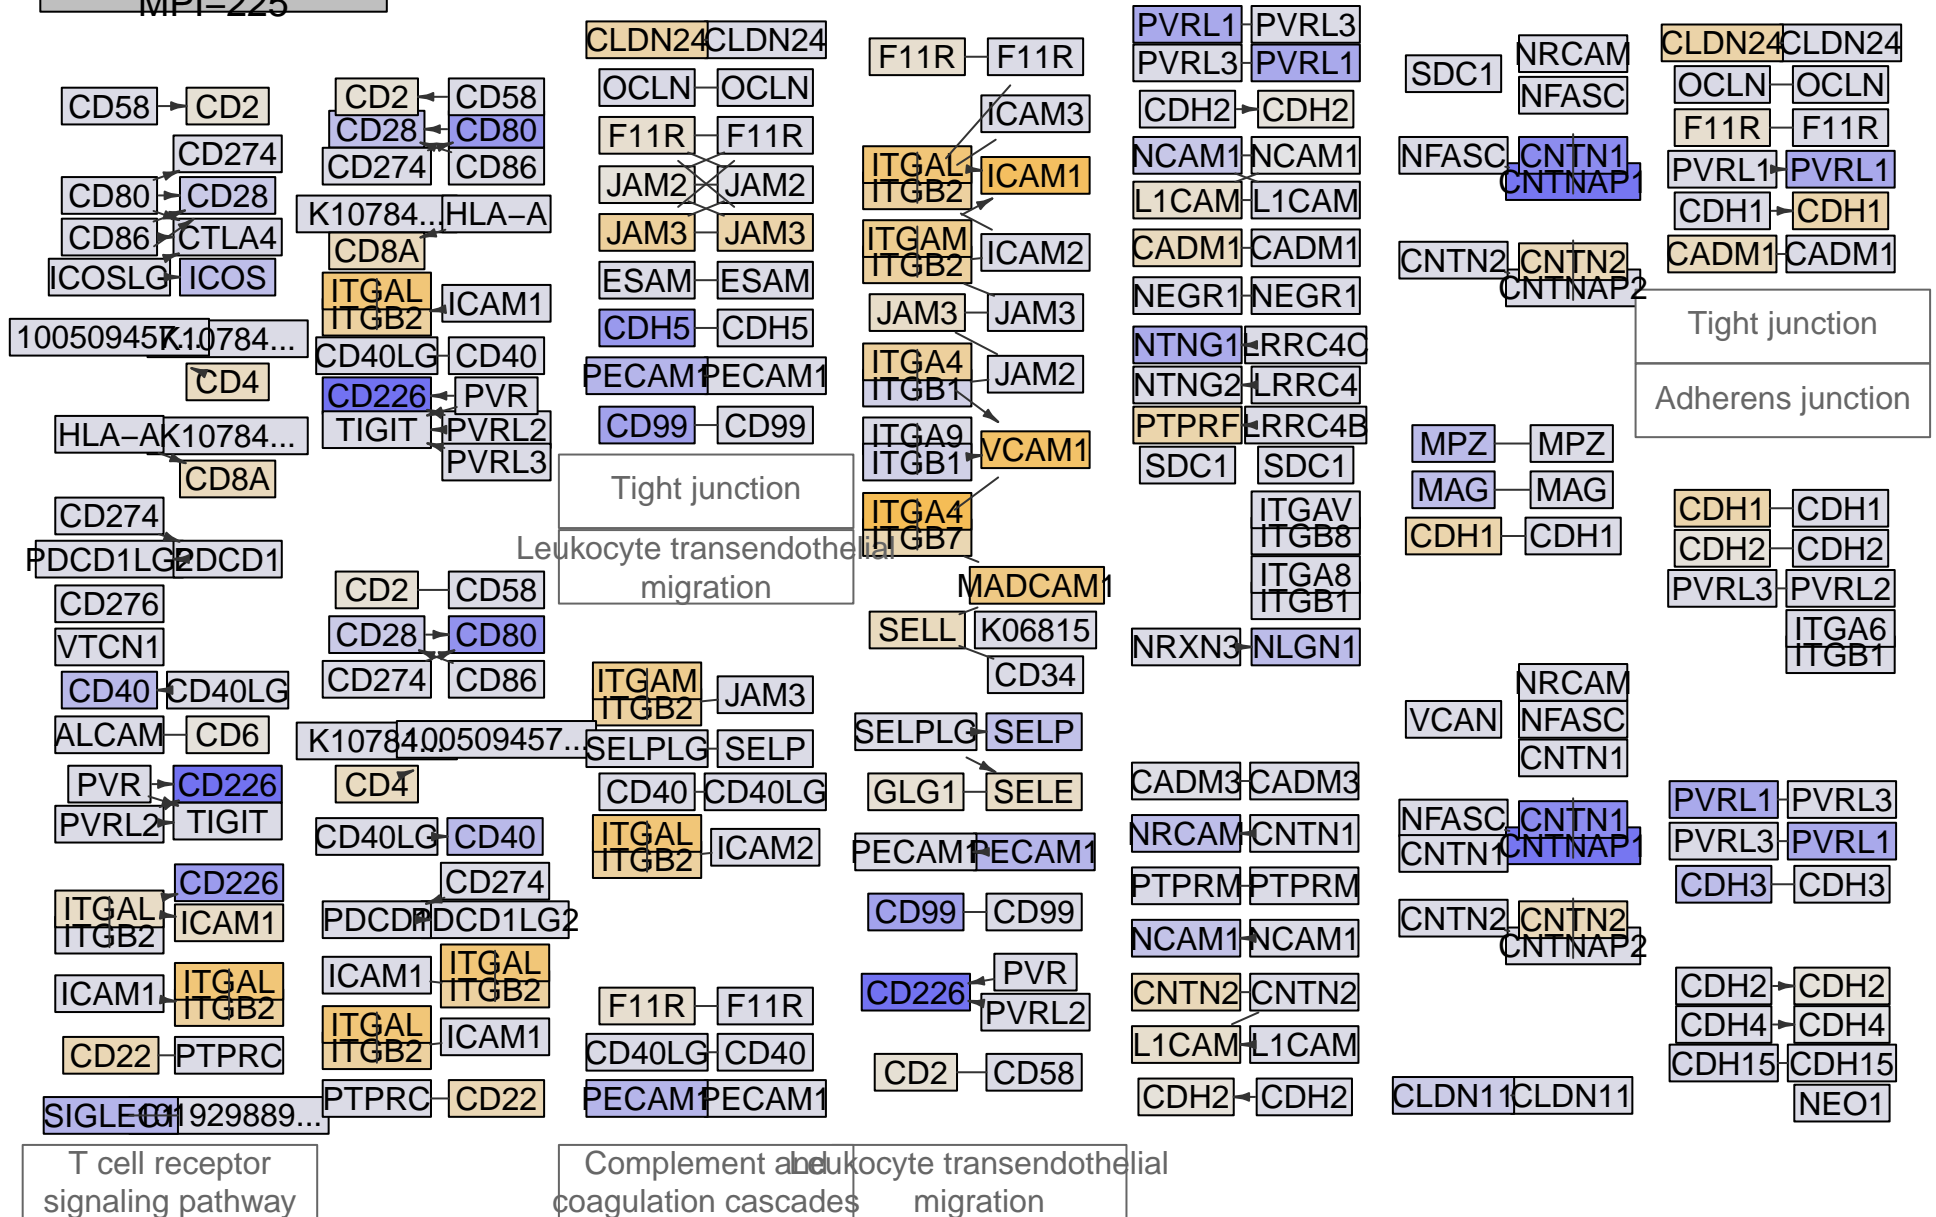 MPI−225
CD58
CD2
CD274
CD80
CD28
CD86
CTLA4
ICOSLG
ICOS
100509457...
K10784...
CD4
HLA−A
K10784...
CD8A
CD274
PDCD1LG2
PDCD1
CD276
VTCN1
CD40
CD40LG
ALCAM
CD6
PVR
CD226
PVRL2
TIGIT
CD226
ITGAL
ITGB2
ICAM1
ICAM1
ITGAL
ITGB2
CD22
PTPRC
SIGLEC1
101929889...
T cell receptor
signaling pathway
CD2
CD58
CD28
CD80
CD274
CD86
K10784...
HLA−A
CD8A
ITGAL
ITGB2
ICAM1
CD40LG
CD40
CD226
PVR
TIGIT
PVRL2
PVRL3
CD2
CD58
CD28
CD80
CD274
CD86
K10784...
100509457...
CD4
CD40LG
CD40
CD274
PDCD1
PDCD1LG2
ICAM1
ITGAL
ITGB2
ITGAL
ITGB2
ICAM1
PTPRC
CD22
CLDN24
CLDN24
OCLN
OCLN
F11R
F11R
JAM2
JAM2
JAM3
JAM3
ESAM
ESAM
CDH5
CDH5
PECAM1
PECAM1
CD99
CD99
Tight junction
Leukocyte transendothelial
migration
ITGAM
ITGB2
JAM3
SELPLG
SELP
CD40
CD40LG
ITGAL
ITGB2
ICAM2
F11R
F11R
CD40LG
CD40
PECAM1
PECAM1
Complement and
coagulation cascades
F11R
F11R
ICAM3
ITGAL
ITGB2
ICAM1
ITGAM
ITGB2
ICAM2
JAM3
JAM3
ITGA4
ITGB1
JAM2
ITGA9
ITGB1
VCAM1
ITGA4
ITGB7
MADCAM1
SELL
K06815
CD34
SELPLG
SELP
GLG1
SELE
PECAM1
PECAM1
CD99
CD99
CD226
PVR
PVRL2
CD2
CD58
Leukocyte transendothelial
migration
PVRL1
PVRL3
PVRL3
PVRL1
CDH2
CDH2
NCAM1
NCAM1
L1CAM
L1CAM
CADM1
CADM1
NEGR1
NEGR1
NTNG1
LRRC4C
NTNG2
LRRC4
PTPRF
LRRC4B
SDC1
SDC1
ITGAV
ITGB8
ITGA8
ITGB1
NRXN3
NLGN1
CADM3
CADM3
NRCAM
CNTN1
PTPRM
PTPRM
NCAM1
NCAM1
CNTN2
CNTN2
L1CAM
L1CAM
CDH2
CDH2
SDC1
NRCAM
NFASC
NFASC
CNTN1
CNTNAP1
CNTN2
CNTN2
CNTNAP2
MPZ
MPZ
MAG
MAG
CDH1
CDH1
VCAN
NRCAM
NFASC
CNTN1
NFASC
CNTN1
CNTN1
CNTNAP1
CNTN2
CNTN2
CNTNAP2
CLDN11
CLDN11
CLDN24
CLDN24
OCLN
OCLN
F11R
F11R
PVRL1
PVRL1
CDH1
CDH1
CADM1
CADM1
Tight junction
Adherens junction
CDH1
CDH1
CDH2
CDH2
PVRL3
PVRL2
ITGA6
ITGB1
PVRL1
PVRL3
PVRL3
PVRL1
CDH3
CDH3
CDH2
CDH2
CDH4
CDH4
CDH15
CDH15
NEO1